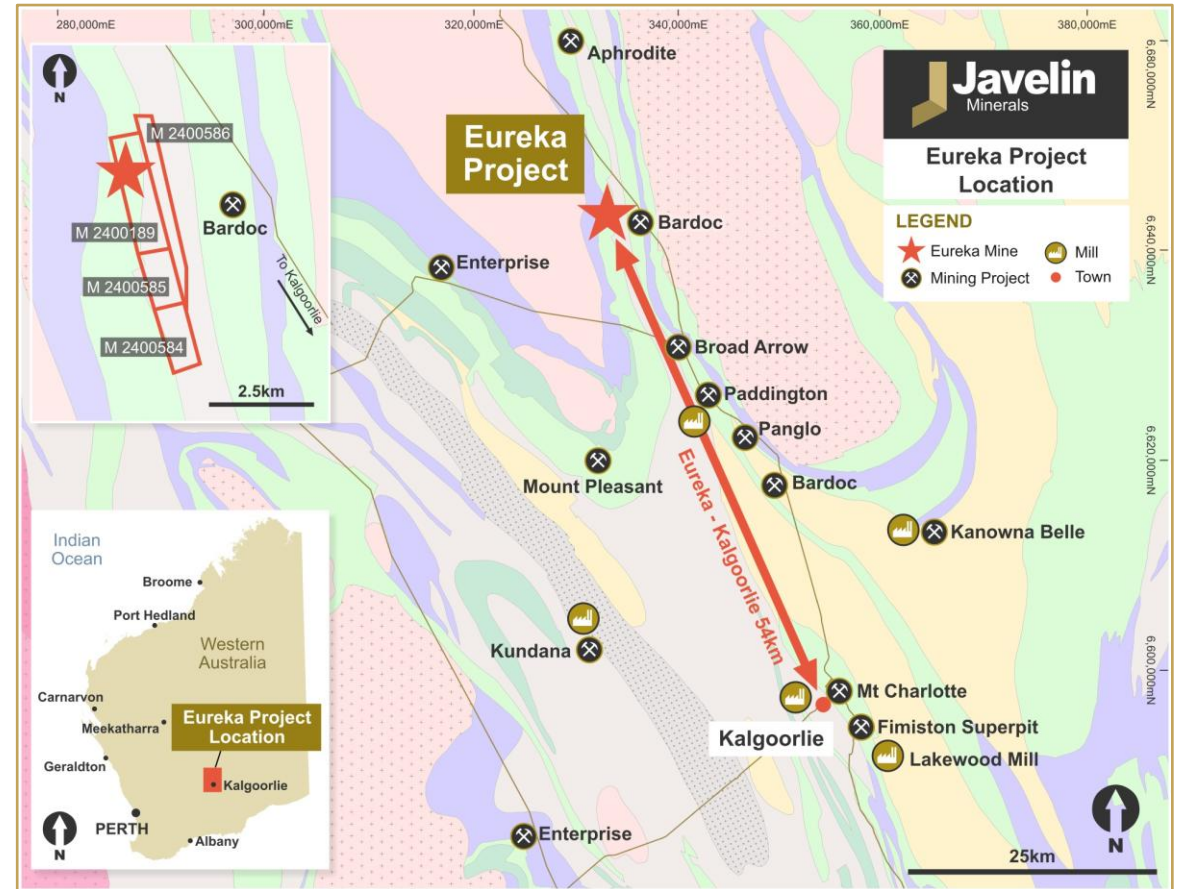 280,000mE
300,000mE
320,000mE
340,000mE
360,000mE
380,000mE
6,680,000mN
6,640,000mN
6,620,000mN
6,600,000mN
N
M 2400586
M 2400189
M 2400585
M 2400584
Bardoc
To Kalgoorlie
2.5km
Aphrodite
Eureka
Project
Bardoc
Enterprise
Broad Arrow
Paddington
Panglo
Mount Pleasant
Bardoc
Kanowna Belle
Eureka - Kalgoorlie 54km
Kundana
Mt Charlotte
Kalgoorlie
Fimiston Superpit
Lakewood Mill
Enterprise
Javelin
Minerals
Eureka Project
Location
LEGEND
Eureka Mine
Mill
Mining Project
Town
Indian
Ocean
Broome
Port Hedland
Western
Australia
Carnarvon
Meekatharra
Eureka Project
Location
Geraldton
Kalgoorlie
PERTH
Albany
N
N
25km